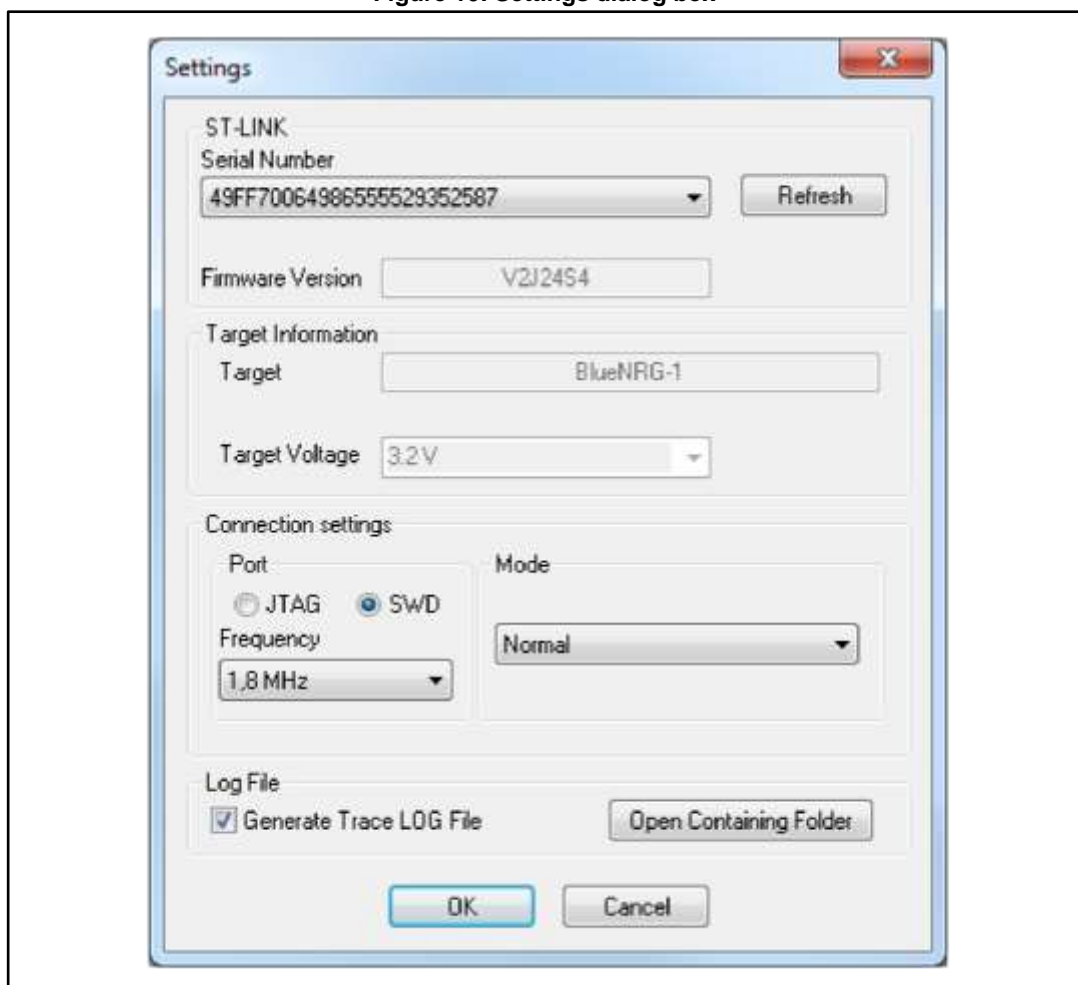 Settings
ST-LINK
Serial Number
49FF70064986555529352587
Refresh
Firmware Version
V2J24S4
Target Information
Target
BlueNRG-1
Target Voltage
3.2 V
Connection settings
Port
Mode
JTAG
SWD
Frequency
Normal
1,8 MHz
Log File
Generate Trace LOG File
Open Containing Folder
OK
Cancel